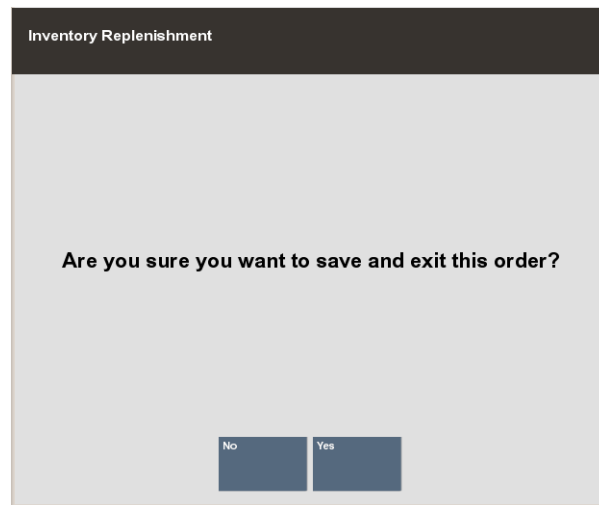 Inventory Replenishment
Are you sure you want to save and exit this order?
No
Yes